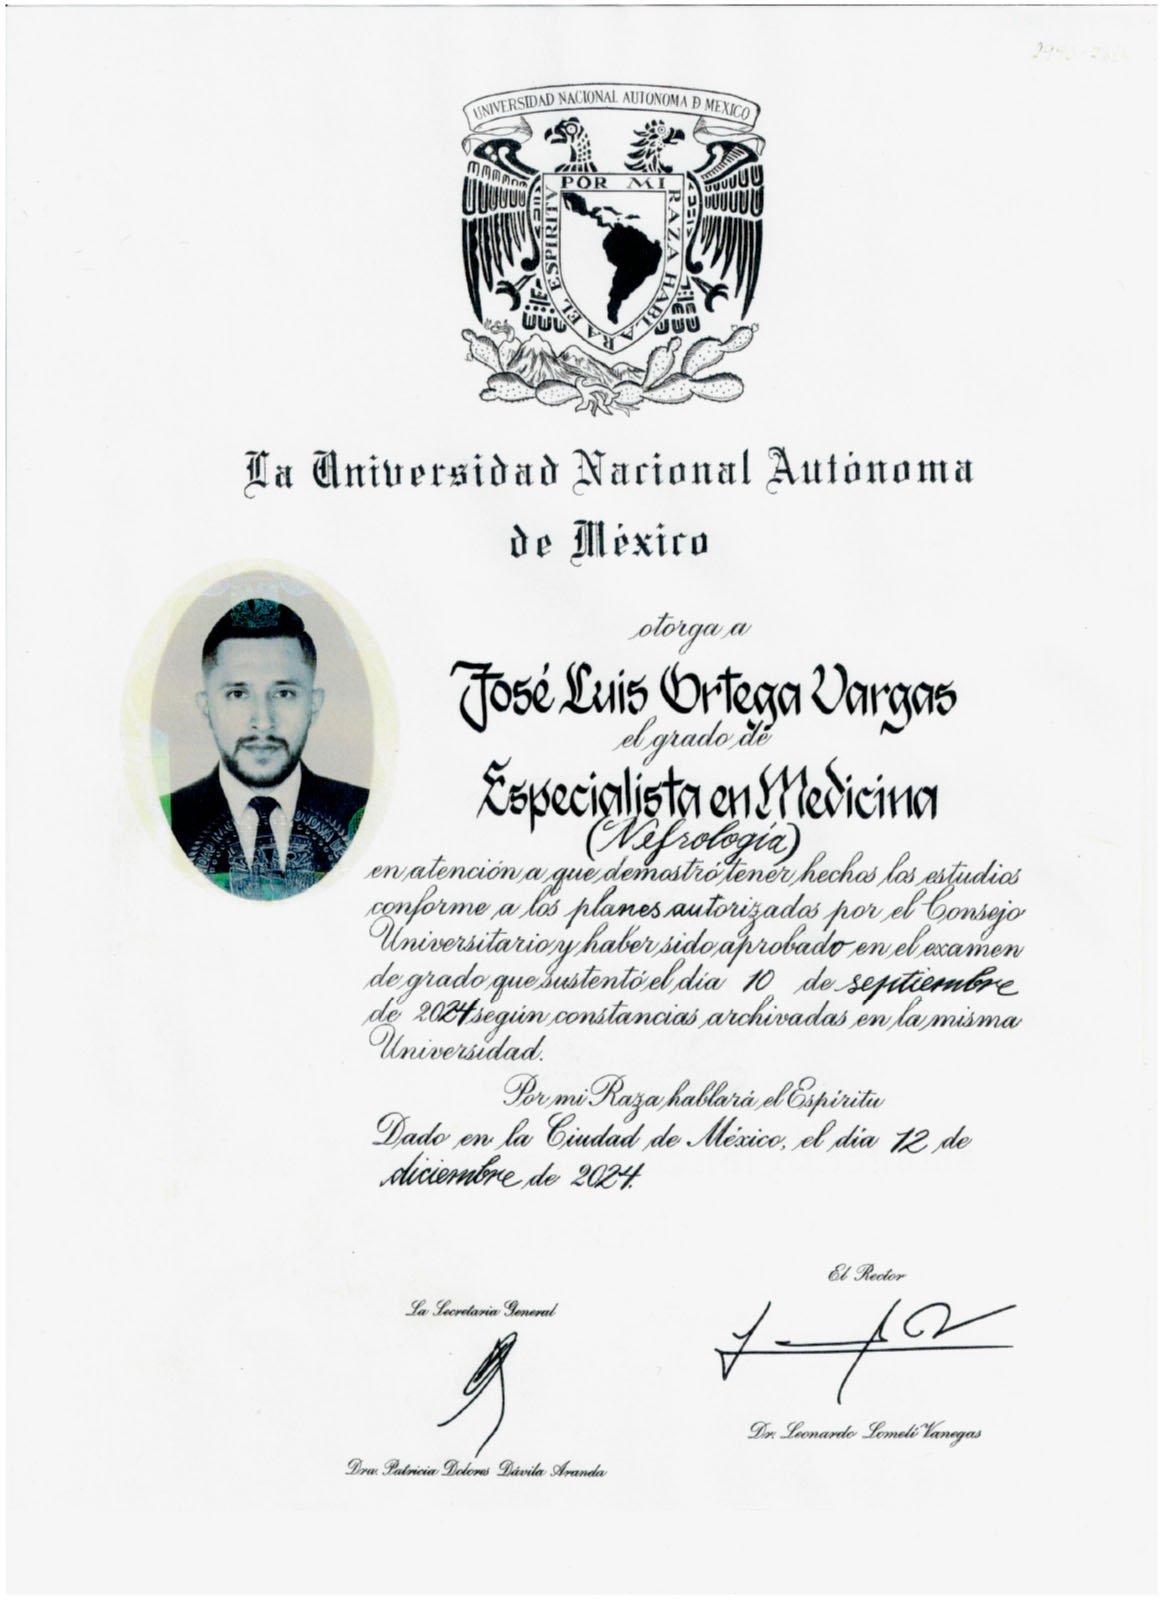 UNIVERSIDAD NACIONAL AUTONOMA D MEXICO
POR MI RAZA HABLARA EL ESPIRITU
La Universidad Nacional Autónoma
de México
otorga a
José Luis Ortega Vargas
el grado de
Especialista en Medicina
(Nefrología)
en atención a que demostró tener hechos los estudios
conforme a los planes autorizados por el Consejo
Universitario y haber sido aprobado en el examen
de grado que sustentó el día 10 de septiembre
de 2024 según constancias archivadas en la misma
Universidad.
Por mi Raza hablará el Espíritu
Dado en la Ciudad de México, el día 12 de
diciembre de 2024.
El Rector
La Secretaria General
Dr. Leonardo Lomelí Vanegas
Dra. Patricia Dolores Dávila Aranda